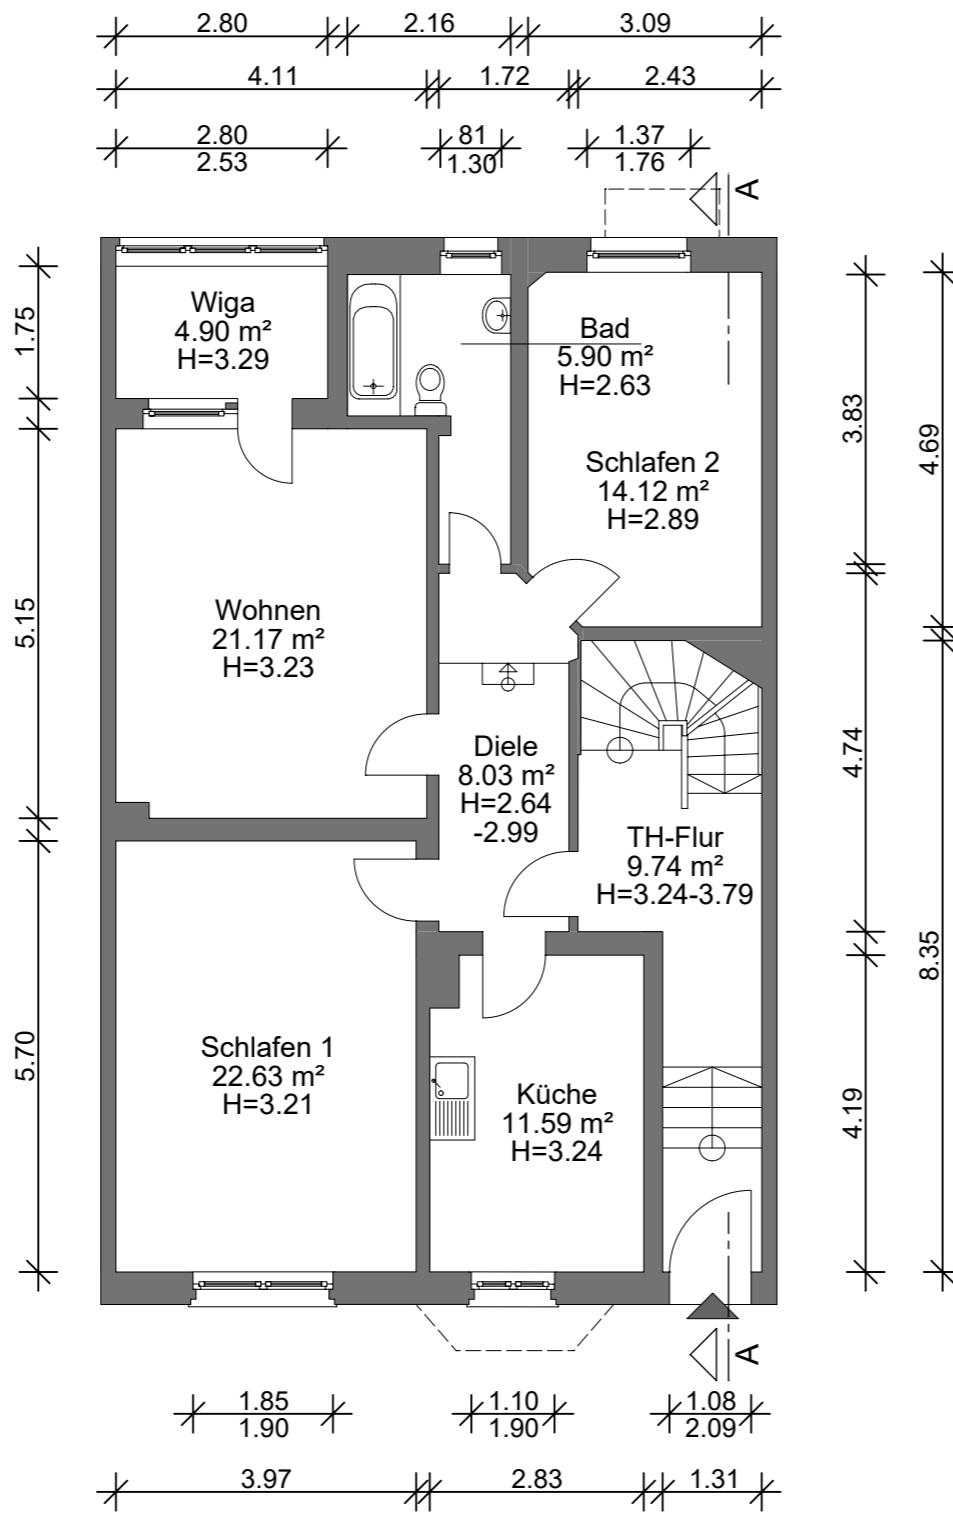 2.80 2.16 3.09
4.11 1.72 2.43
2.80 81 1.37
2.53 1.30 1.76
A
Wiga
4.90 m²
H=3.29
Bad
5.90 m²
H=2.63
1.75
3.83
4.69
Schlafen 2
14.12 m²
H=2.89
Wohnen
21.17 m²
H=3.23
5.15
Diele
8.03 m²
H=2.64
-2.99
4.74
TH-Flur
9.74 m²
H=3.24-3.79
8.35
Schlafen 1
22.63 m²
H=3.21
5.70
Küche
11.59 m²
H=3.24
4.19
A
1.85 1.10 1.08
1.90 1.90 2.09
3.97 2.83 1.31